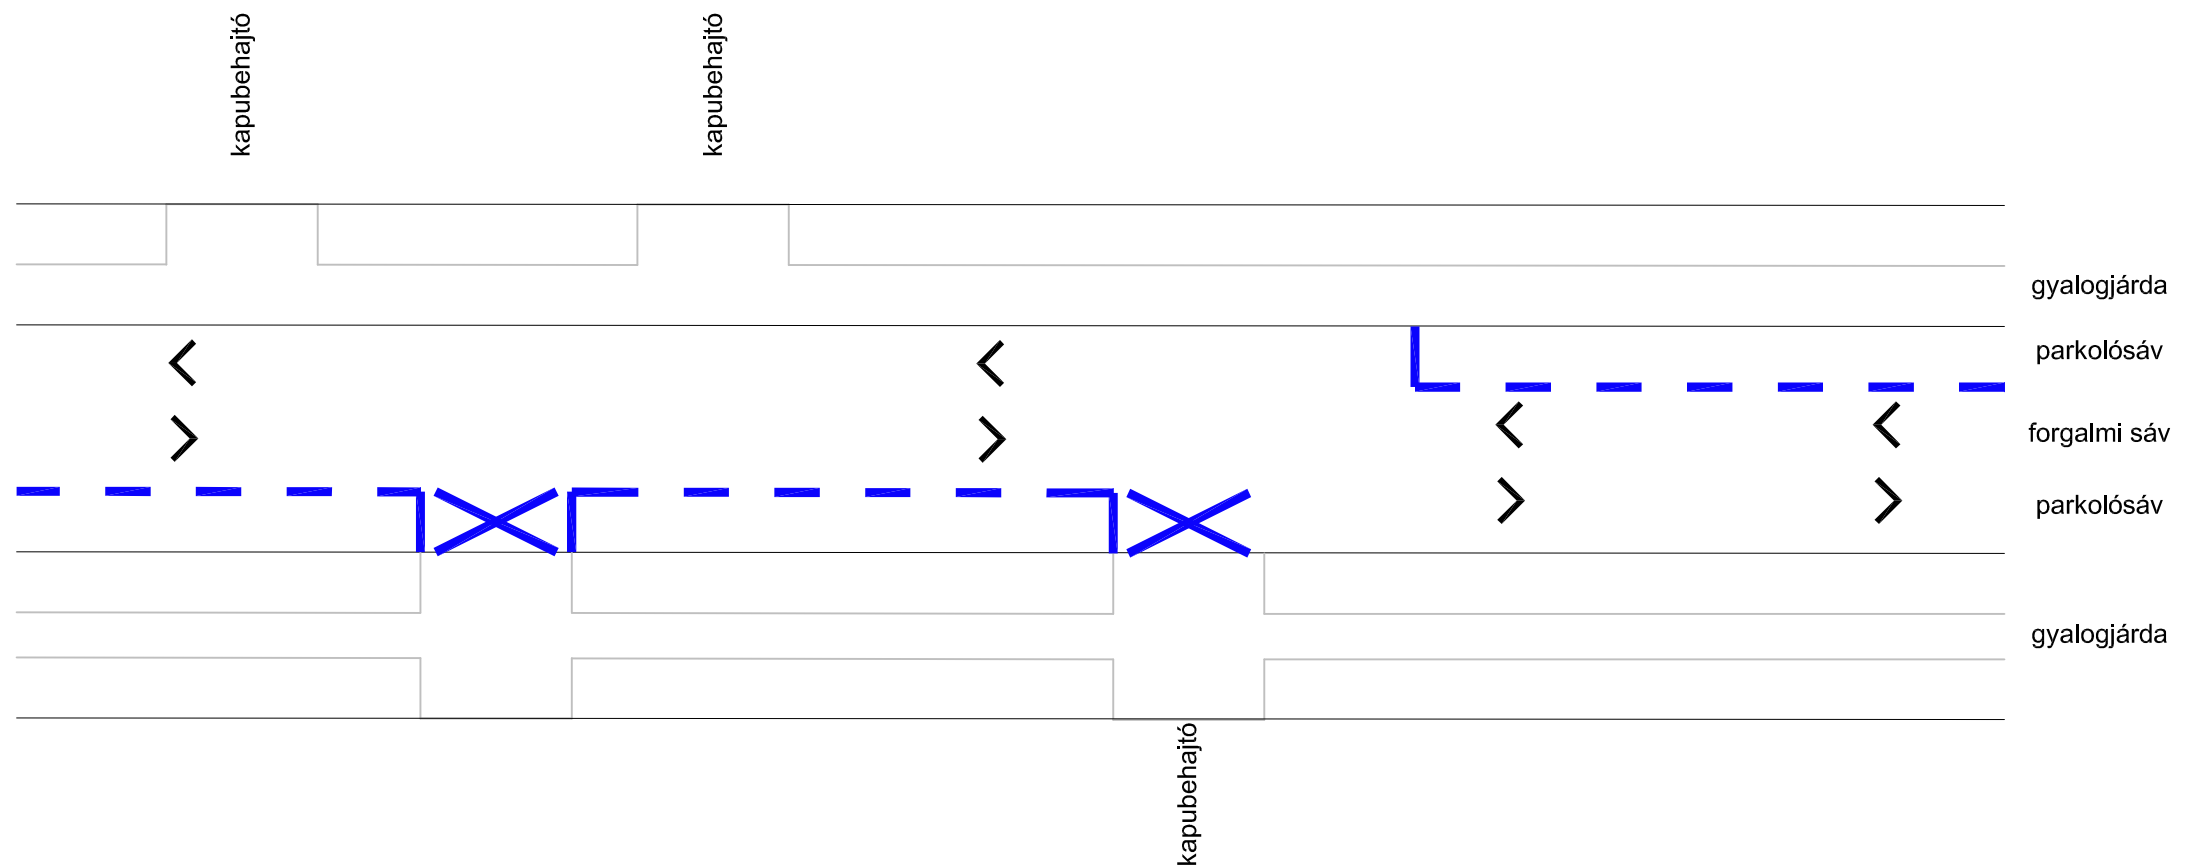 kapubehajtó
kapubehajtó
gyalogjárda
parkolósáv
forgalmi sáv
parkolósáv
gyalogjárda
kapubehajtó